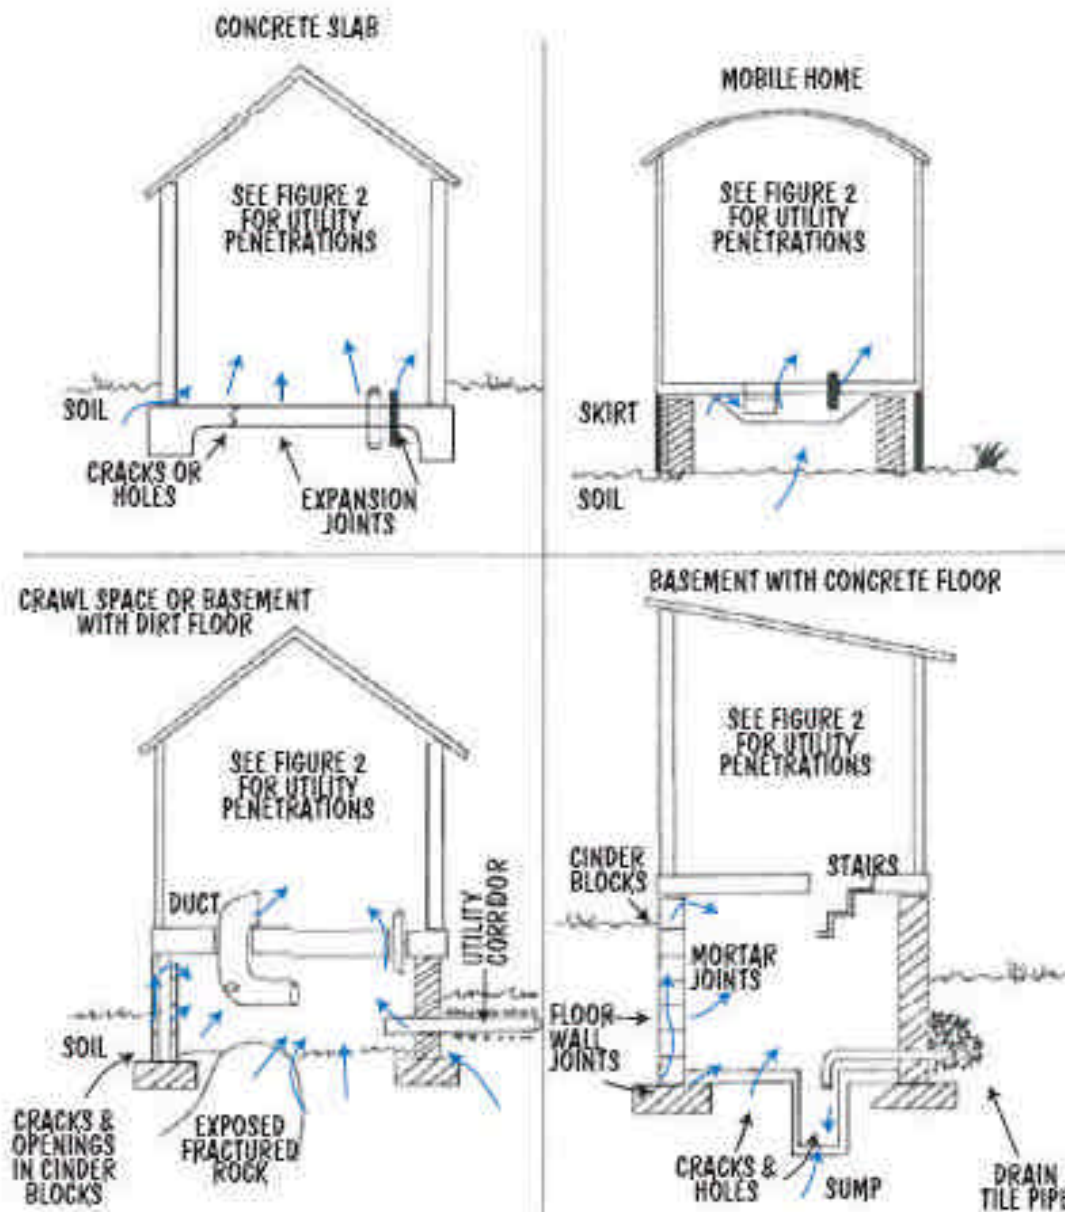 CONCRETE SLAB
SEE FIGURE 2
FOR UTILITY
PENETRATIONS
SOIL
CRACKS OR
HOLES
EXPANSION
JOINTS
MOBILE HOME
SEE FIGURE 2
FOR UTILITY
PENETRATIONS
SKIRT
SOIL
CRAWL SPACE OR BASEMENT
WITH DIRT FLOOR
SEE FIGURE 2
FOR UTILITY
PENETRATIONS
DUCT
UTILITY
CORRIDOR
SOIL
CRACKS &
OPENINGS
IN CINDER
BLOCKS
EXPOSED
FRACTURED
ROCK
BASEMENT WITH CONCRETE FLOOR
SEE FIGURE 2
FOR UTILITY
PENETRATIONS
CINDER
BLOCKS
STAIRS
MORTAR
JOINTS
FLOOR
WALL
JOINTS
CRACKS &
HOLES
SUMP
DRAIN
TILE PIPE